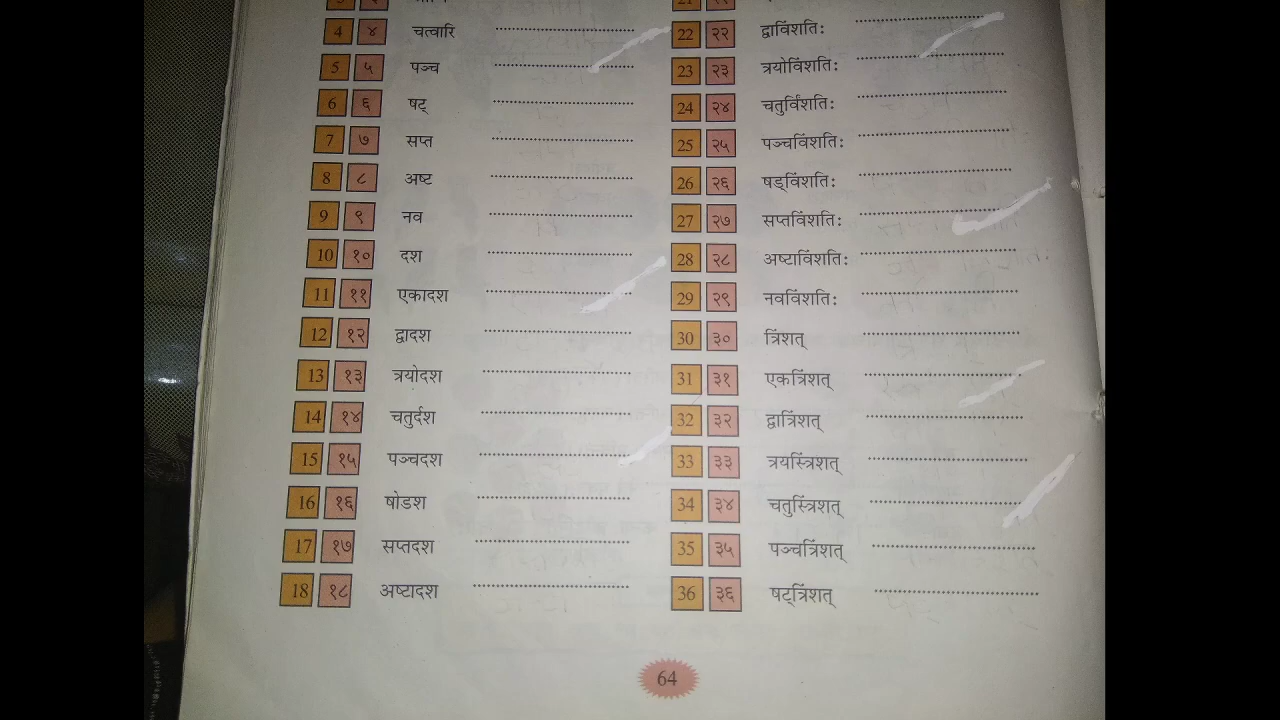 4 ४ चत्वारि
5 ५ पञ्च
6 ६ षट्
7 ७ सप्त
8 ८ अष्ट
9 ९ नव
10 १० दश
11 ११ एकादश
12 १२ द्वादश
13 १३ त्रयोदश
14 १४ चतुर्दश
15 १५ पञ्चदश
16 १६ षोडश
17 १७ सप्तदश
18 १८ अष्टादश
22 २२ द्वाविंशतिः
23 २३ त्रयोविंशतिः
24 २४ चतुर्विंशतिः
25 २५ पञ्चविंशतिः
26 २६ षड्विंशतिः
27 २७ सप्तविंशतिः
28 २८ अष्टाविंशतिः
29 २९ नवविंशतिः
30 ३० त्रिंशत्
31 ३१ एकत्रिंशत्
32 ३२ द्वात्रिंशत्
33 ३३ त्रयस्त्रिंशत्
34 ३४ चतुस्त्रिंशत्
35 ३५ पञ्चत्रिंशत्
36 ३६ षट्त्रिंशत्
64